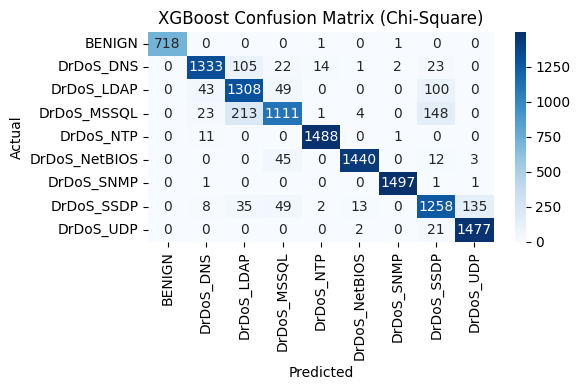 XGBoost Confusion Matrix (Chi-Square)
BENIGN 718 0 0 0 1 0 1 0 0
DrDoS_DNS 0 1333 105 22 14 1 2 23 0
DrDoS_LDAP 0 43 1308 49 0 0 0 100 0
DrDoS_MSSQL 0 23 213 1111 1 4 0 148 0
DrDoS_NTP 0 11 0 0 1488 0 1 0 0
DrDoS_NetBIOS 0 0 0 45 0 1440 0 12 3
DrDoS_SNMP 0 1 0 0 0 0 1497 1 1
DrDoS_SSDP 0 8 35 49 2 13 0 1258 135
DrDoS_UDP 0 0 0 0 0 2 0 21 1477
Actual
BENIGN
DrDoS_DNS
DrDoS_LDAP
DrDoS_MSSQL
DrDoS_NTP
DrDoS_NetBIOS
DrDoS_SNMP
DrDoS_SSDP
DrDoS_UDP
Predicted
1250
1000
750
500
250
0